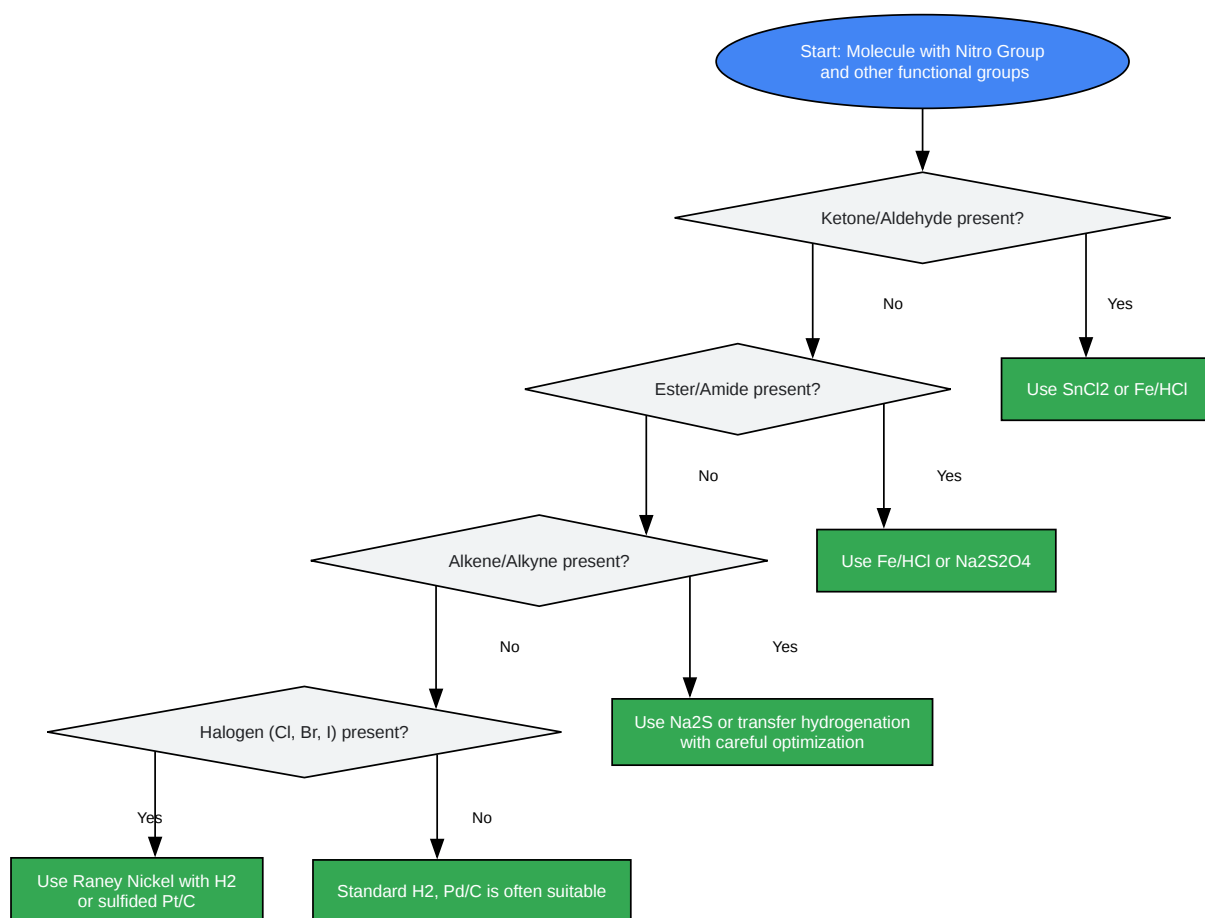 Start: Molecule with Nitro Group
and other functional groups
Ketone/Aldehyde present?
No
Yes
Ester/Amide present?
Use SnCl2 or Fe/HCl
No
Yes
Alkene/Alkyne present?
Use Fe/HCl or Na2S2O4
No
Yes
Halogen (Cl, Br, I) present?
Use Na2S or transfer hydrogenation
with careful optimization
Yes
No
Use Raney Nickel with H2
or sulfided Pt/C
Standard H2, Pd/C is often suitable